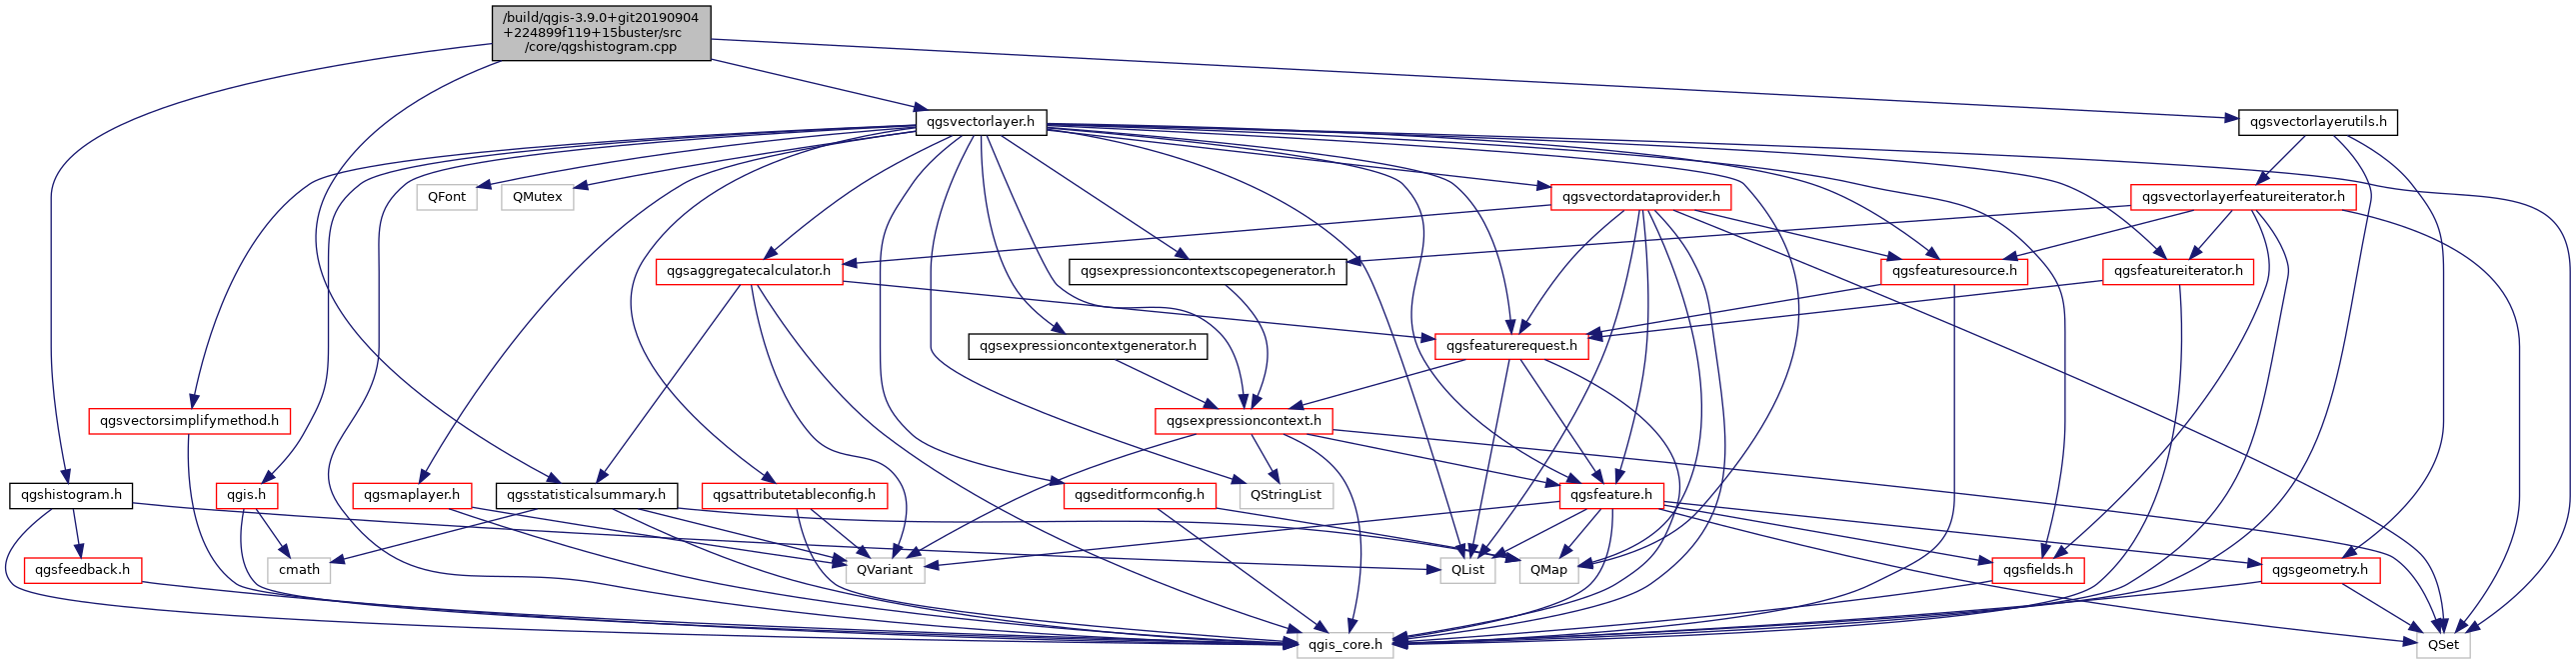 /build/qgis-3.9.0+git20190904
+224899f119+15buster/src
/core/qgshistogram.cpp
qgsvectorlayer.h
qgsvectorlayerutils.h
QFont
QMutex
qgsvectordataprovider.h
qgsvectorlayerfeatureiterator.h
qgsaggregatecalculator.h
qgsexpressioncontextscopegenerator.h
qgsfeaturesource.h
qgsfeatureiterator.h
qgsexpressioncontextgenerator.h
qgsfeaturerequest.h
qgsvectorsimplifymethod.h
qgsexpressioncontext.h
qgshistogram.h
qgis.h
qgsmaplayer.h
qgsstatisticalsummary.h
qgsattributetableconfig.h
qgseditformconfig.h
QStringList
qgsfeature.h
qgsfeedback.h
cmath
QVariant
QList
QMap
qgsfields.h
qgsgeometry.h
qgis_core.h
QSet